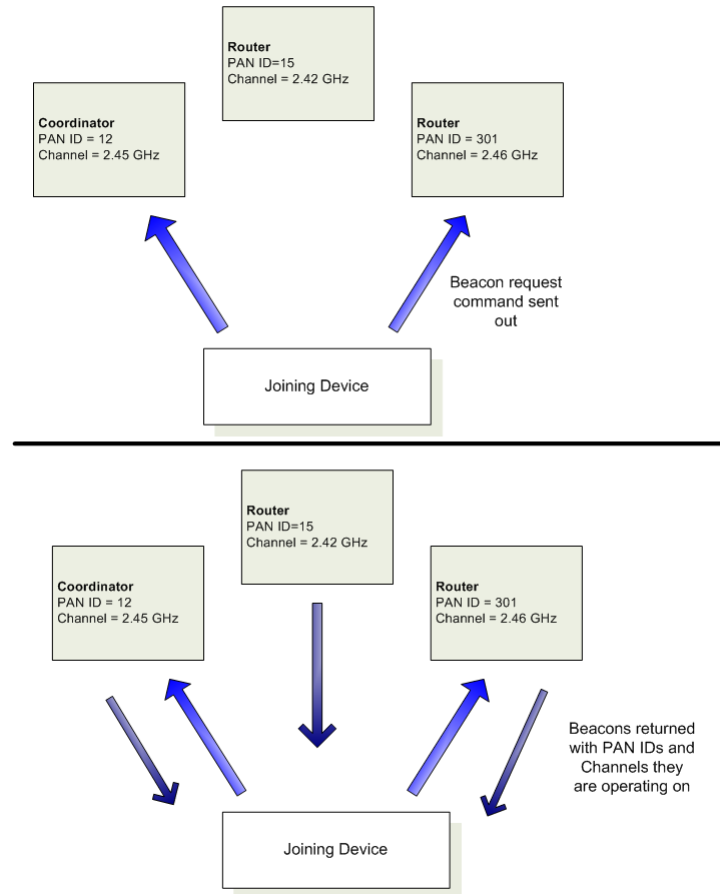 Router
PAN ID=15
Channel = 2.42 GHz
Coordinator
PAN ID = 12
Channel = 2.45 GHz
Router
PAN ID = 301
Channel = 2.46 GHz
Beacon request
command sent
out
Joining Device
Router
PAN ID=15
Channel = 2.42 GHz
Coordinator
PAN ID = 12
Channel = 2.45 GHz
Router
PAN ID = 301
Channel = 2.46 GHz
Beacons returned
with PAN IDs and
Channels they
are operating on
Joining Device